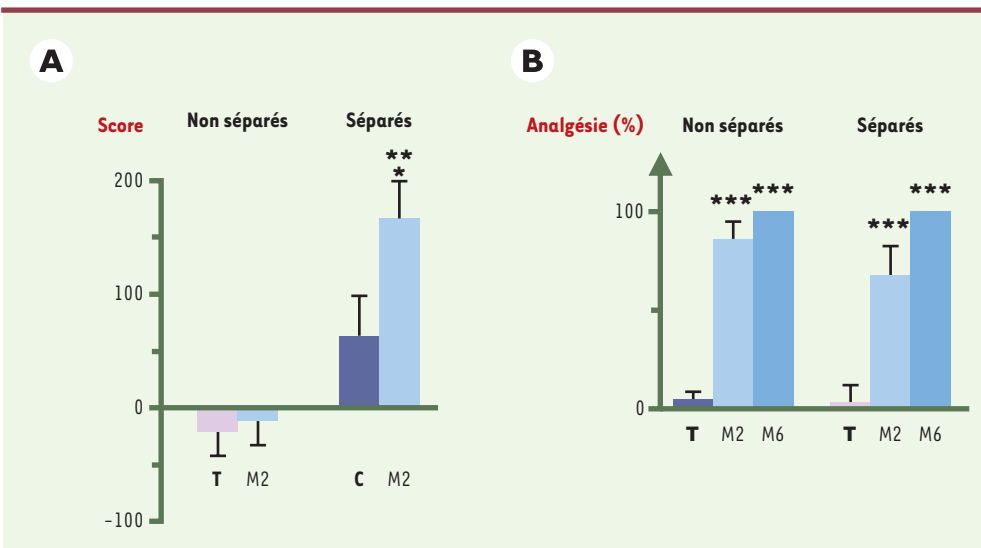 A
Score
Non séparés
Séparés
**
*
200
100
0
-100
T M2
C M2
B
Analgésie (%)
Non séparés
Séparés
*** ***
*** ***
100
0
T M2 M6
T M2 M6